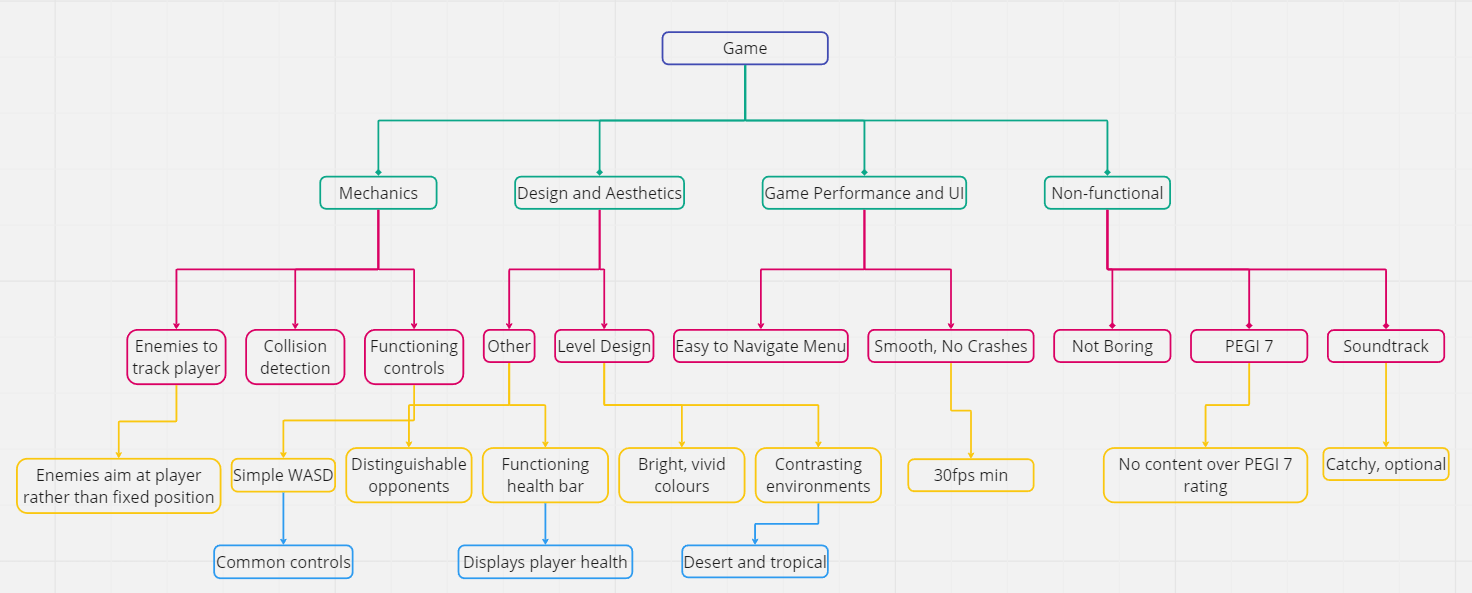 Game
Mechanics
Design and Aesthetics
Game Performance and UI
Non-functional
Enemies to
track player
Collision
detection
Functioning
controls
Other
Level Design
Easy to Navigate Menu
Smooth, No Crashes
Not Boring
PEGI 7
Soundtrack
Enemies aim at player
rather than fixed position
Simple WASD
Distinguishable
opponents
Functioning
health bar
Bright, vivid
colours
Contrasting
environments
30fps min
No content over PEGI 7
rating
Catchy, optional
Common controls
Displays player health
Desert and tropical